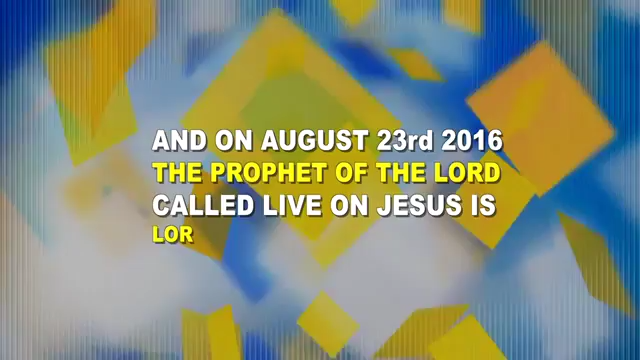 AND ON AUGUST 23rd 2016
THE PROPHET OF THE LORD
CALLED LIVE ON JESUS IS
LOR